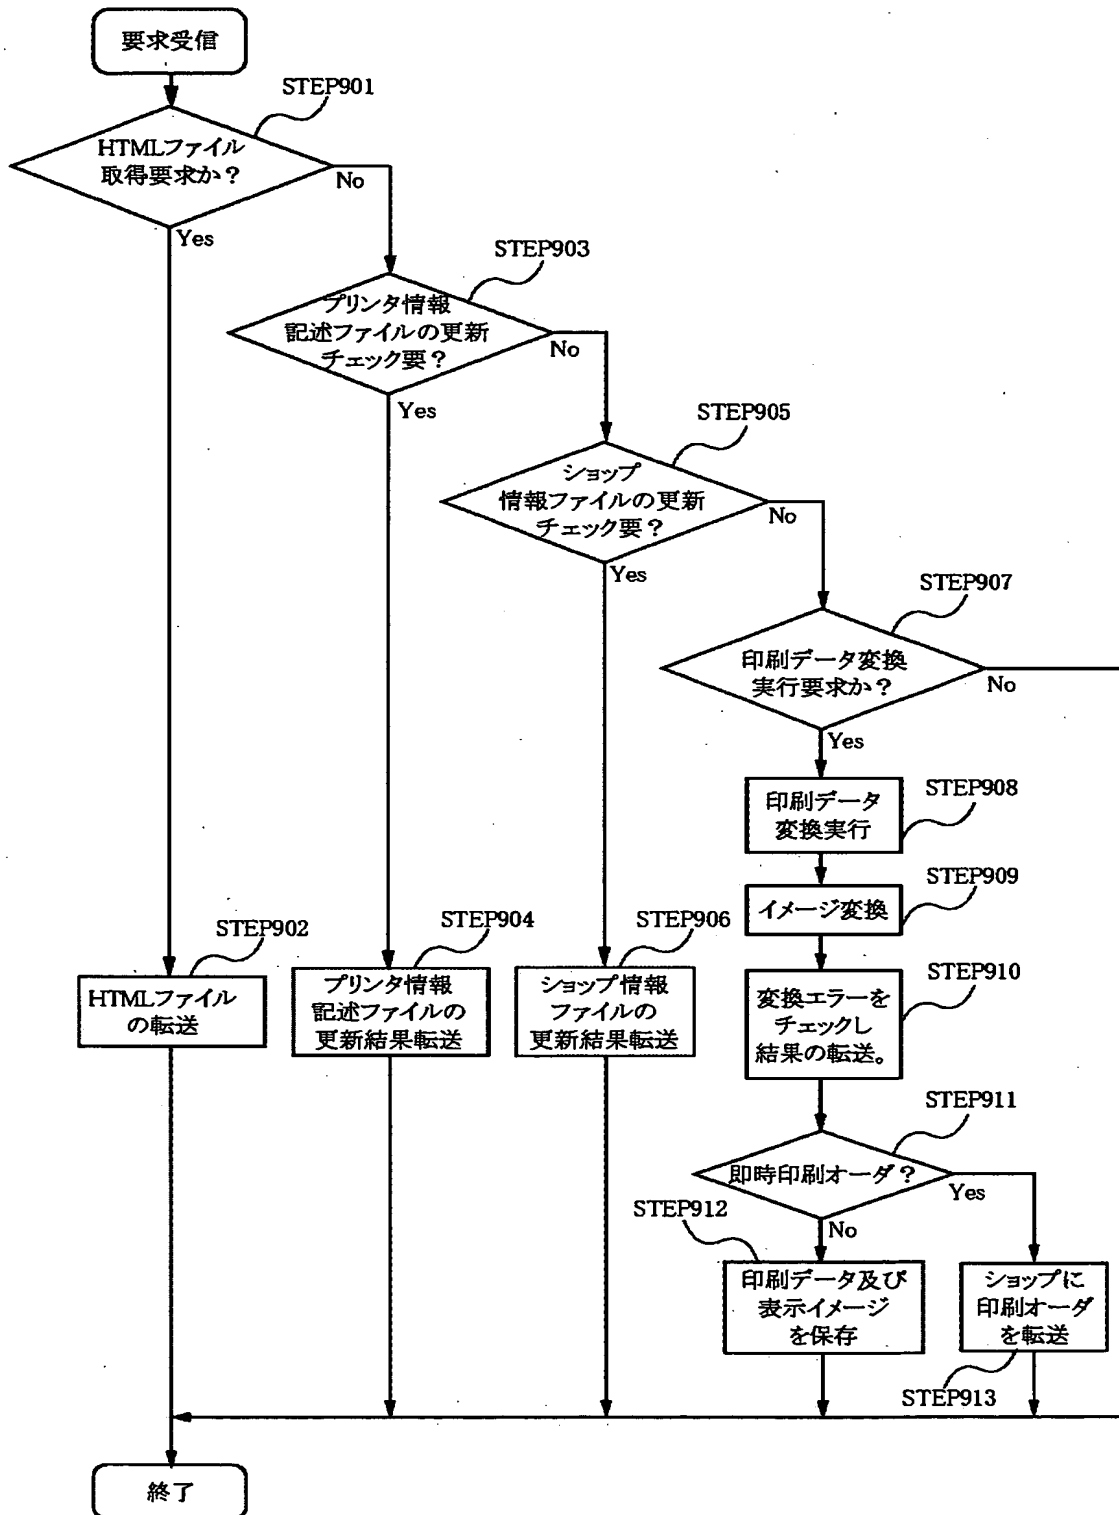 要求受信
STEP901
HTMLファイル
取得要求か？
No
Yes
STEP903
プリンタ情報
記述ファイルの更新
チェック要？
No
Yes
STEP905
ショップ
情報ファイルの更新
チェック要？
No
Yes
STEP907
印刷データ変換
実行要求か？
No
Yes
STEP908
印刷データ
変換実行
STEP909
イメージ変換
STEP902
HTMLファイル
の転送
STEP904
プリンタ情報
記述ファイルの
更新結果転送
STEP906
ショップ情報
ファイルの
更新結果転送
STEP910
変換エラーを
チェックし
結果の転送。
STEP911
即時印刷オーダ？
Yes
No
STEP912
印刷データ及び
表示イメージ
を保存
ショップに
印刷オーダ
を転送
STEP913
終了